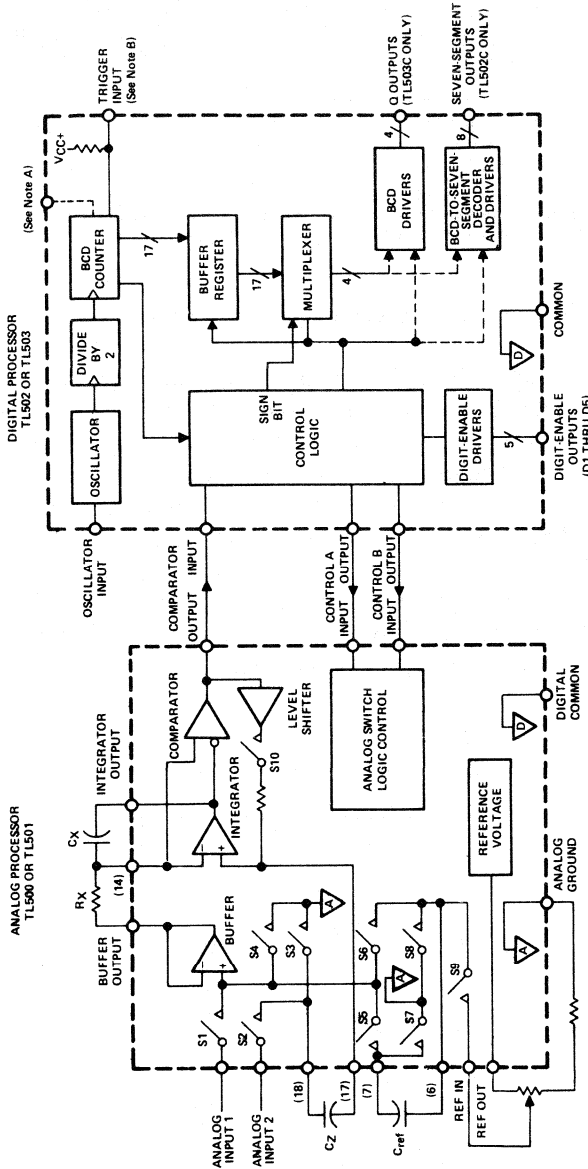 ANALOG PROCESSOR
TL500 OR TL501
BUFFER
OUTPUT
RX
(14)
CX
INTEGRATOR
OUTPUT
ANALOG
INPUT 1
ANALOG
INPUT 2
S1
S2
BUFFER
S4
S3
A
INTEGRATOR
COMPARATOR
LEVEL
SHIFTER
S10
(18)
CZ
(17)
(7)
Cref
(6)
S5
S6
A
S7
S8
S9
REF IN
REF OUT
ANALOG SWITCH
LOGIC CONTROL
REFERENCE
VOLTAGE
A
D
ANALOG
GROUND
DIGITAL
COMMON
COMPARATOR
OUTPUT INPUT
CONTROL A
INPUT OUTPUT
CONTROL B
INPUT OUTPUT
DIGITAL PROCESSOR
TL502 OR TL503
OSCILLATOR
INPUT
OSCILLATOR
DIVIDE
BY
2
BCD
COUNTER
(See Note A)
VCC+
TRIGGER
INPUT
(See Note B)
17
BUFFER
REGISTER
17
MULTIPLEXER
4
SIGN
BIT
CONTROL
LOGIC
BCD
DRIVERS
4
Q OUTPUTS
(TL503C ONLY)
BCD-TO-SEVEN-
SEGMENT
DECODER
AND DRIVERS
8
SEVEN-SEGMENT
OUTPUTS
(TL502C ONLY)
DIGIT-ENABLE
DRIVERS
5
D
DIGIT-ENABLE
OUTPUTS
(D1 THRU D5)
COMMON